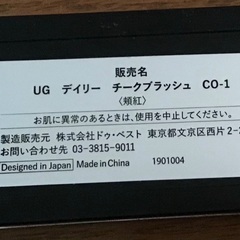 販売名
UG デイリー チークブラッシュ CO-1
〈頬紅〉
お肌に異常のあるときは、使用を中止してください。
製造販売元 株式会社ドゥ・ベスト 東京都文京区西片2-
お問い合わせ先 03-3815-9011
Designed in Japan Made in China 1901004